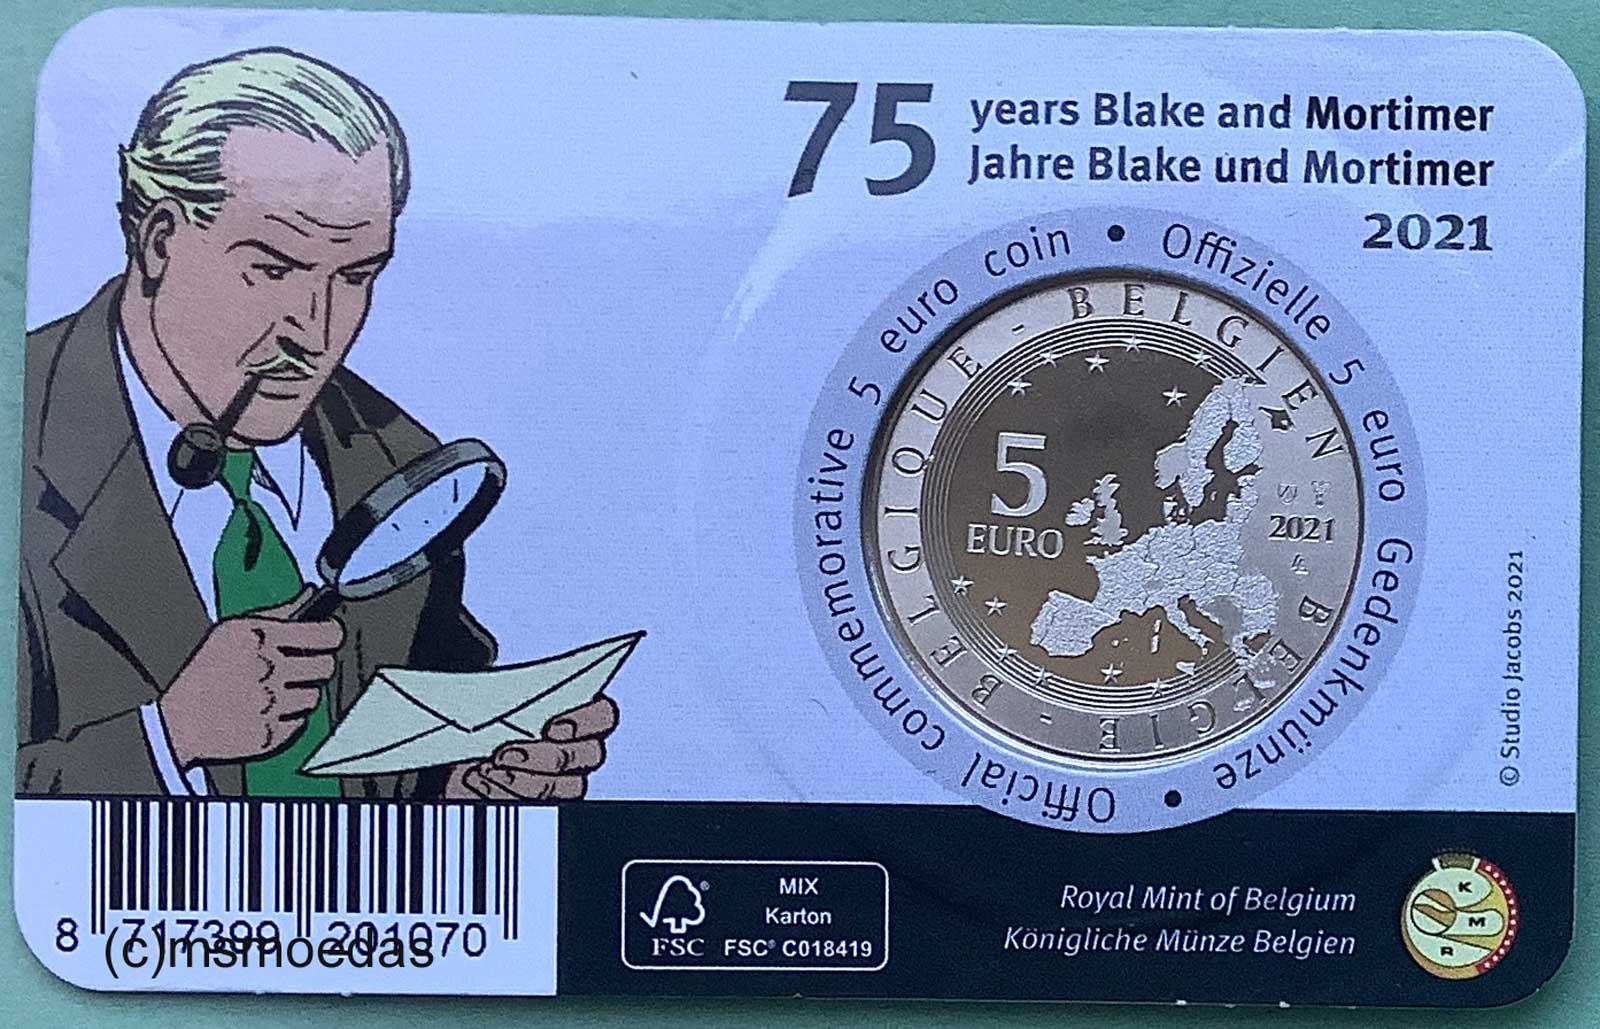 75 years Blake and Mortimer
Jahre Blake und Mortimer
2021
Official commemorative 5 euro coin • Offizielle 5 euro Gedenkmünze •
BELGIQUE - BELGIEN BELGIE -
5
EURO
2021
© Studio Jacobs 2021
8 717399 201070
(c)msmoedas
FSC®
MIX
Karton
FSC® C018419
Royal Mint of Belgium
Königliche Münze Belgien
K
M
R